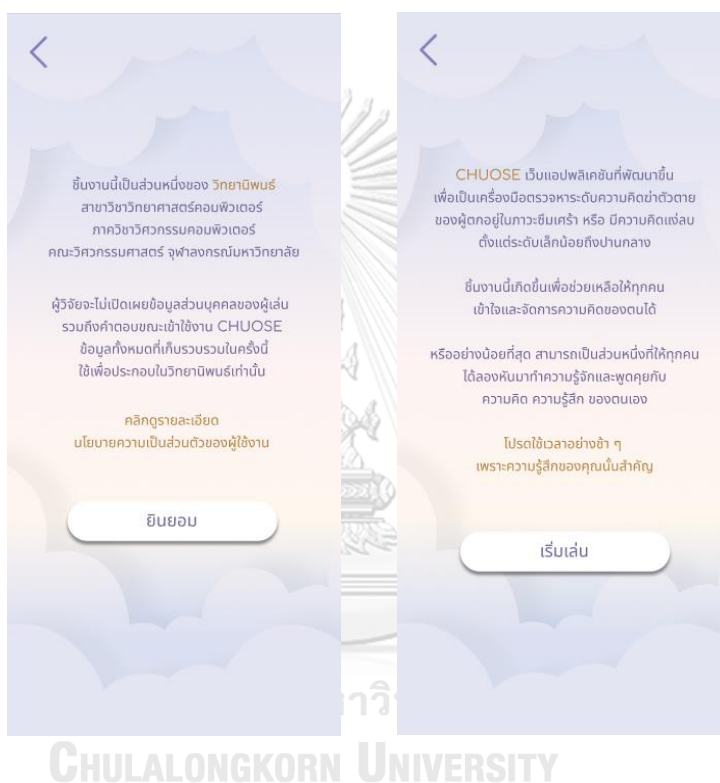 ชิ้นงานนี้เป็นส่วนหนึ่งของ วิทยานิพนธ์
สาขาวิชาวิทยาศาสตร์คอมพิวเตอร์
ภาควิชาวิศวกรรมคอมพิวเตอร์
คณะวิศวกรรมศาสตร์ จุฬาลงกรณ์มหาวิทยาลัย
ผู้วิจัยจะไม่เปิดเผยข้อมูลส่วนบุคคลของผู้เล่น
รวมถึงคำตอบขณะเข้าใช้งาน CHUOSE
ข้อมูลทั้งหมดที่เก็บรวบรวมในครั้งนี้
ใช้เพื่อประกอบในวิทยานิพนธ์เท่านั้น
คลิกดูรายละเอียด
นโยบายความเป็นส่วนตัวของผู้ใช้งาน
ยินยอม
CHUOSE เว็บแอปพลิเคชันที่พัฒนาขึ้น
เพื่อเป็นเครื่องมือตรวจหาระดับความคิดฆ่าตัวตาย
ของผู้ตกอยู่ในภาวะซึมเศร้า หรือ มีความคิดแง่ลบ
ตั้งแต่ระดับเล็กน้อยถึงปานกลาง
ชิ้นงานนี้เกิดขึ้นเพื่อช่วยเหลือให้ทุกคน
เข้าใจและจัดการความคิดของตนได้
หรืออย่างน้อยที่สุด สามารถเป็นส่วนหนึ่งที่ให้ทุกคน
ได้ลองหันมาทำความรู้จักและพูดคุยกับ
ความคิด ความรู้สึก ของตนเอง
โปรดใช้เวลาอย่างช้า ๆ
เพราะความรู้สึกของคุณนั้นสำคัญ
เริ่มเล่น
CHULALONGKORN UNIVERSITY